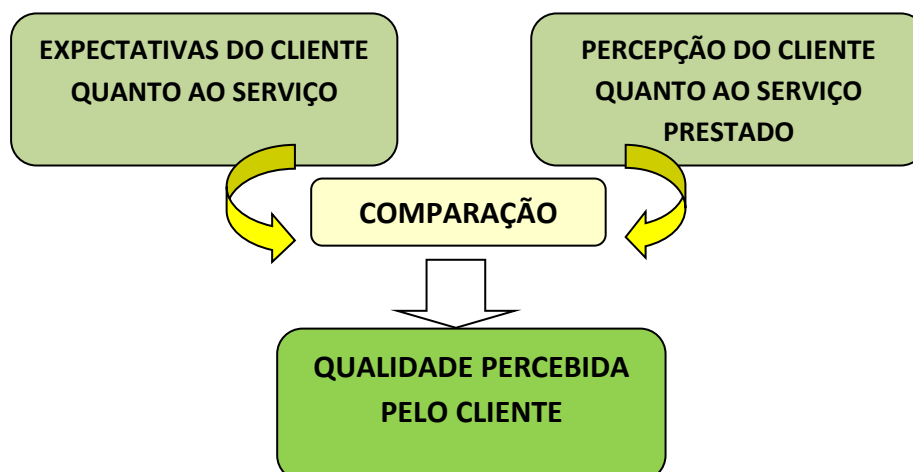 EXPECTATIVAS DO CLIENTE
QUANTO AO SERVIÇO
PERCEPÇÃO DO CLIENTE
QUANTO AO SERVIÇO
PRESTADO
COMPARAÇÃO
QUALIDADE PERCEBIDA
PELO CLIENTE